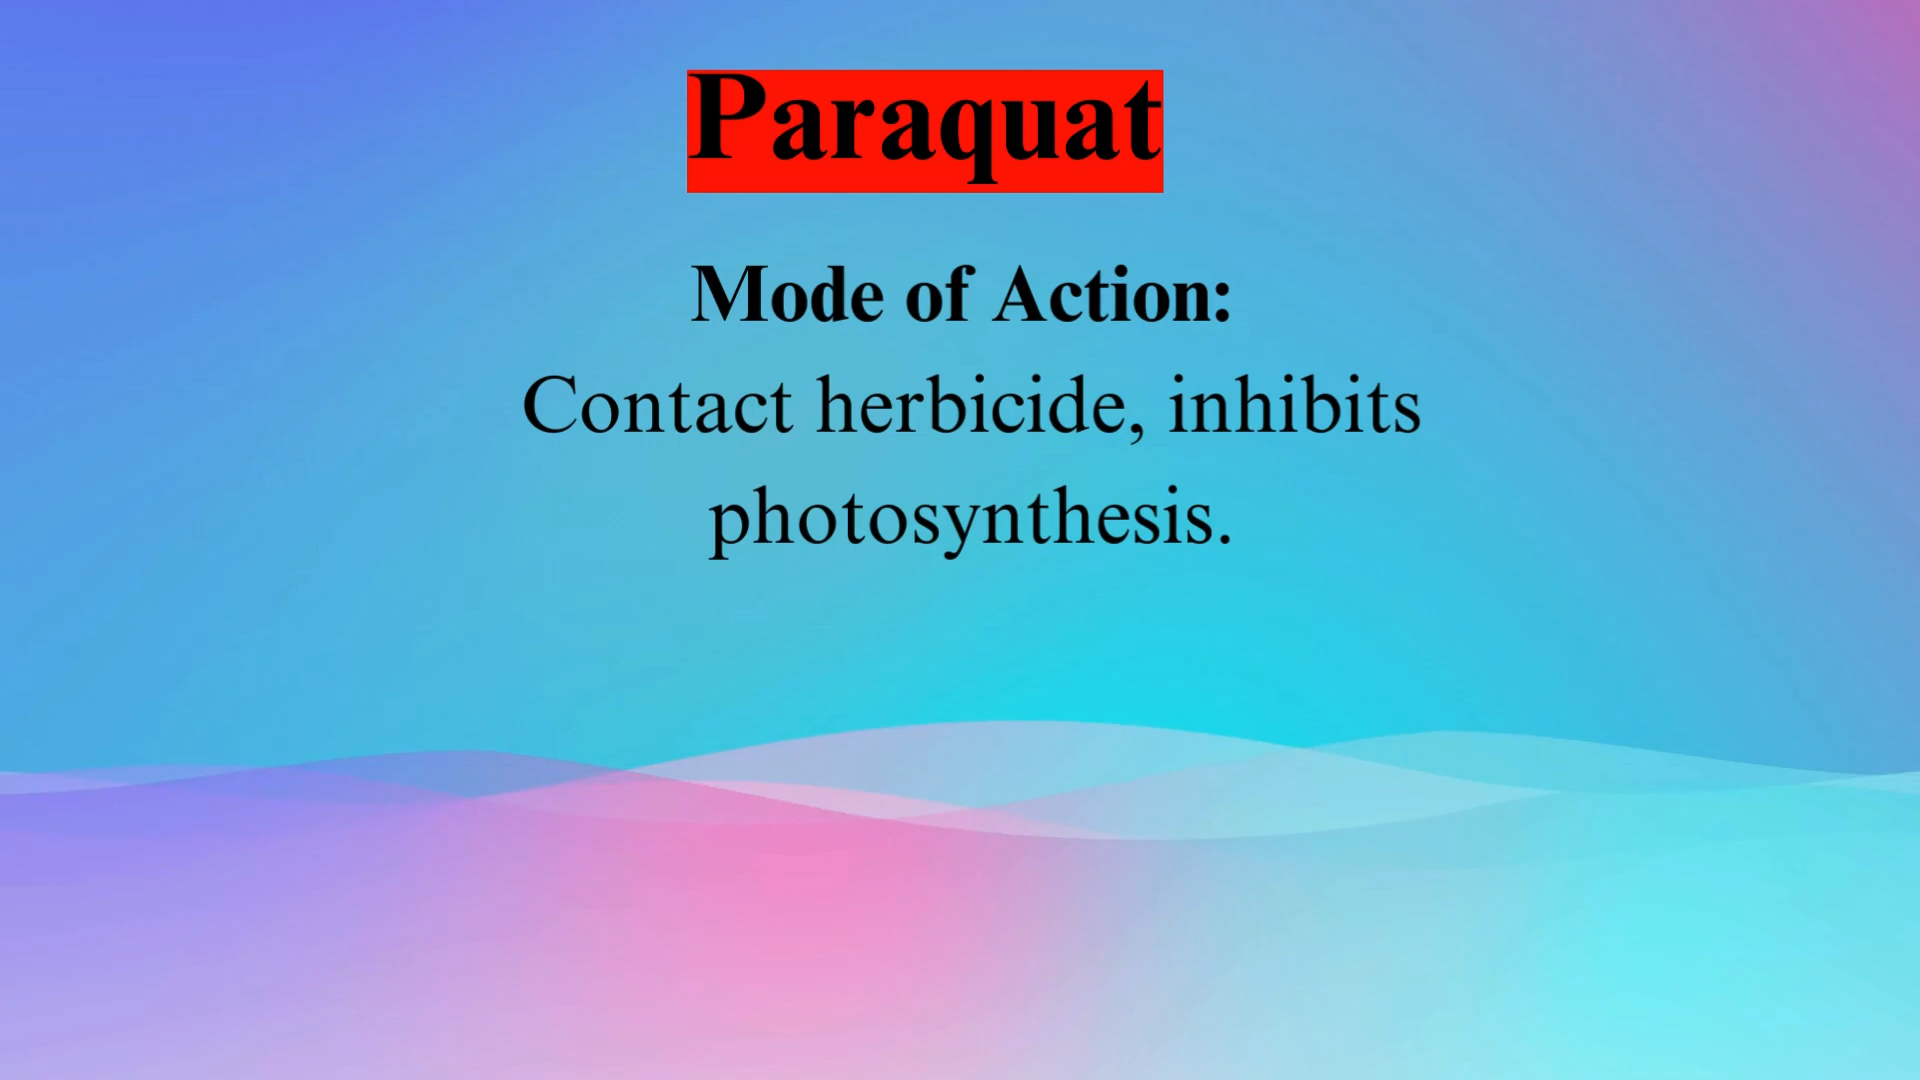 Paraquat
Mode of Action:
Contact herbicide, inhibits
photosynthesis.